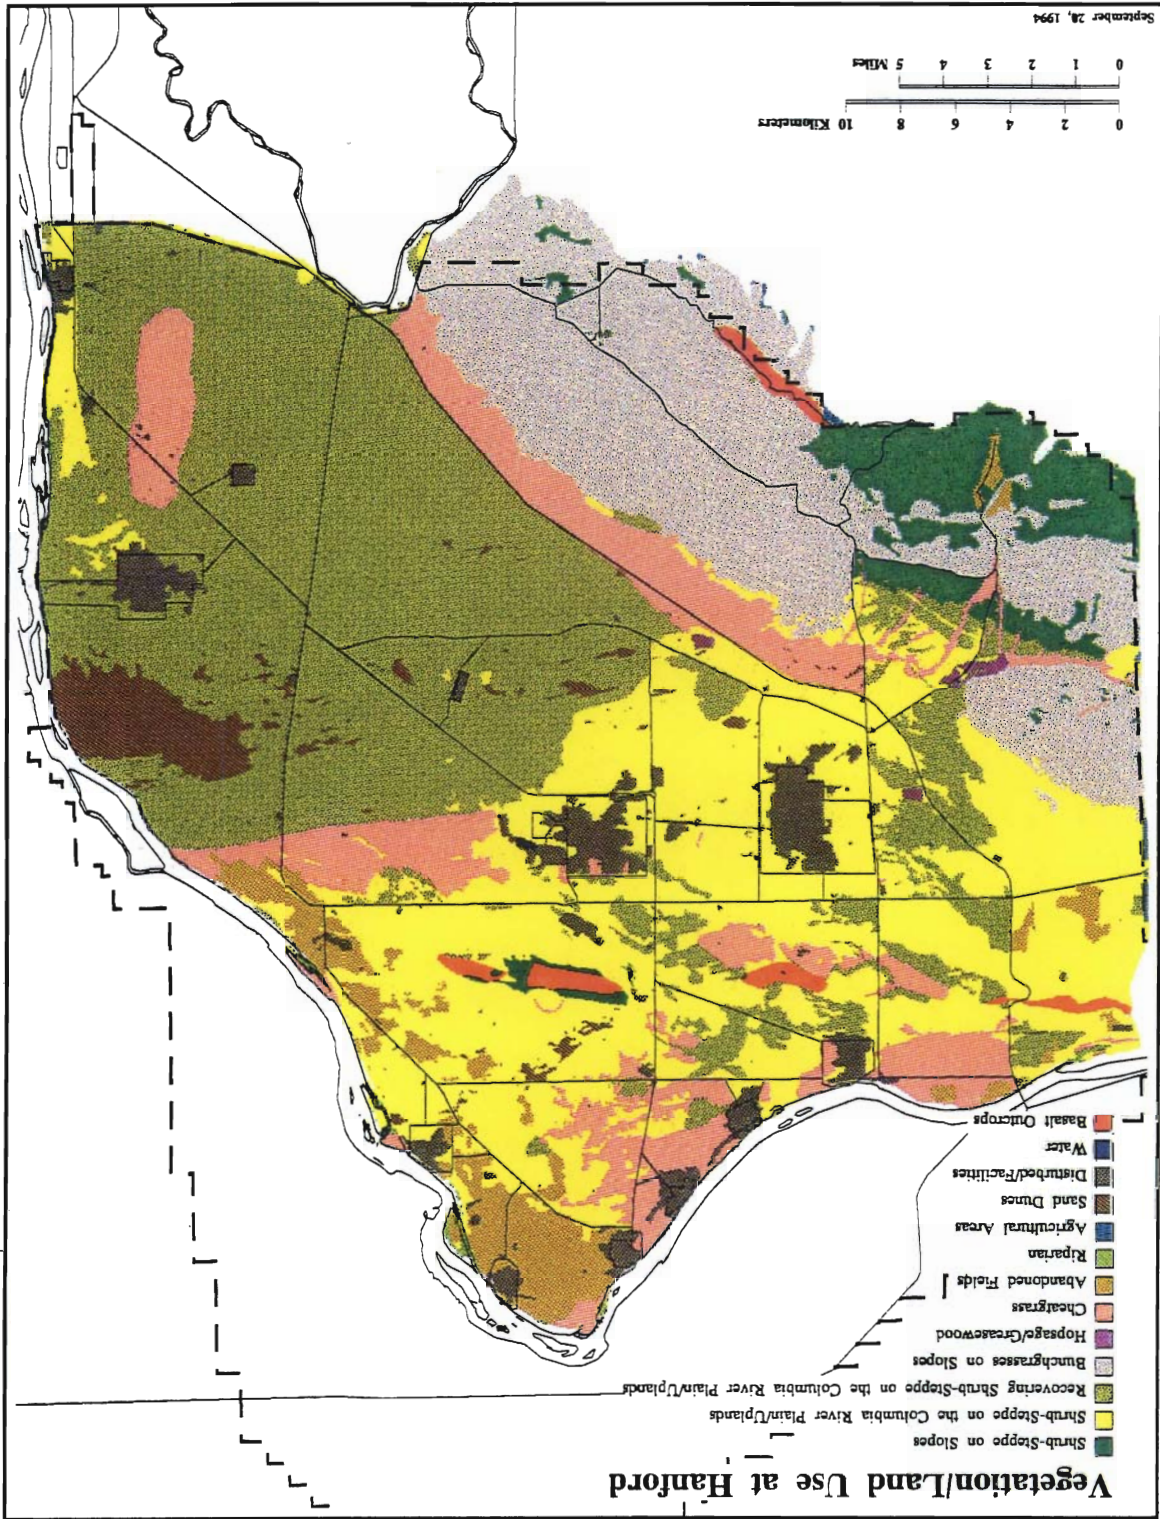 Vegetation/Land Use at Hanford
Shrub-Steppe on Slopes
Shrub-Steppe on the Columbia River Plain/Uplands
Recovering Shrub-Steppe on the Columbia River Plain/Uplands
Bunchgrasses on Slopes
Hopsage/Greasewood
Cheatgrass
Abandoned Fields
Riparian
Agricultural Areas
Sand Dunes
Disturbed/Facilities
Water
Basalt Outcrops
0 2 4 6 8 10 Kilometers
0 1 2 3 4 5 Miles
September 28, 1994